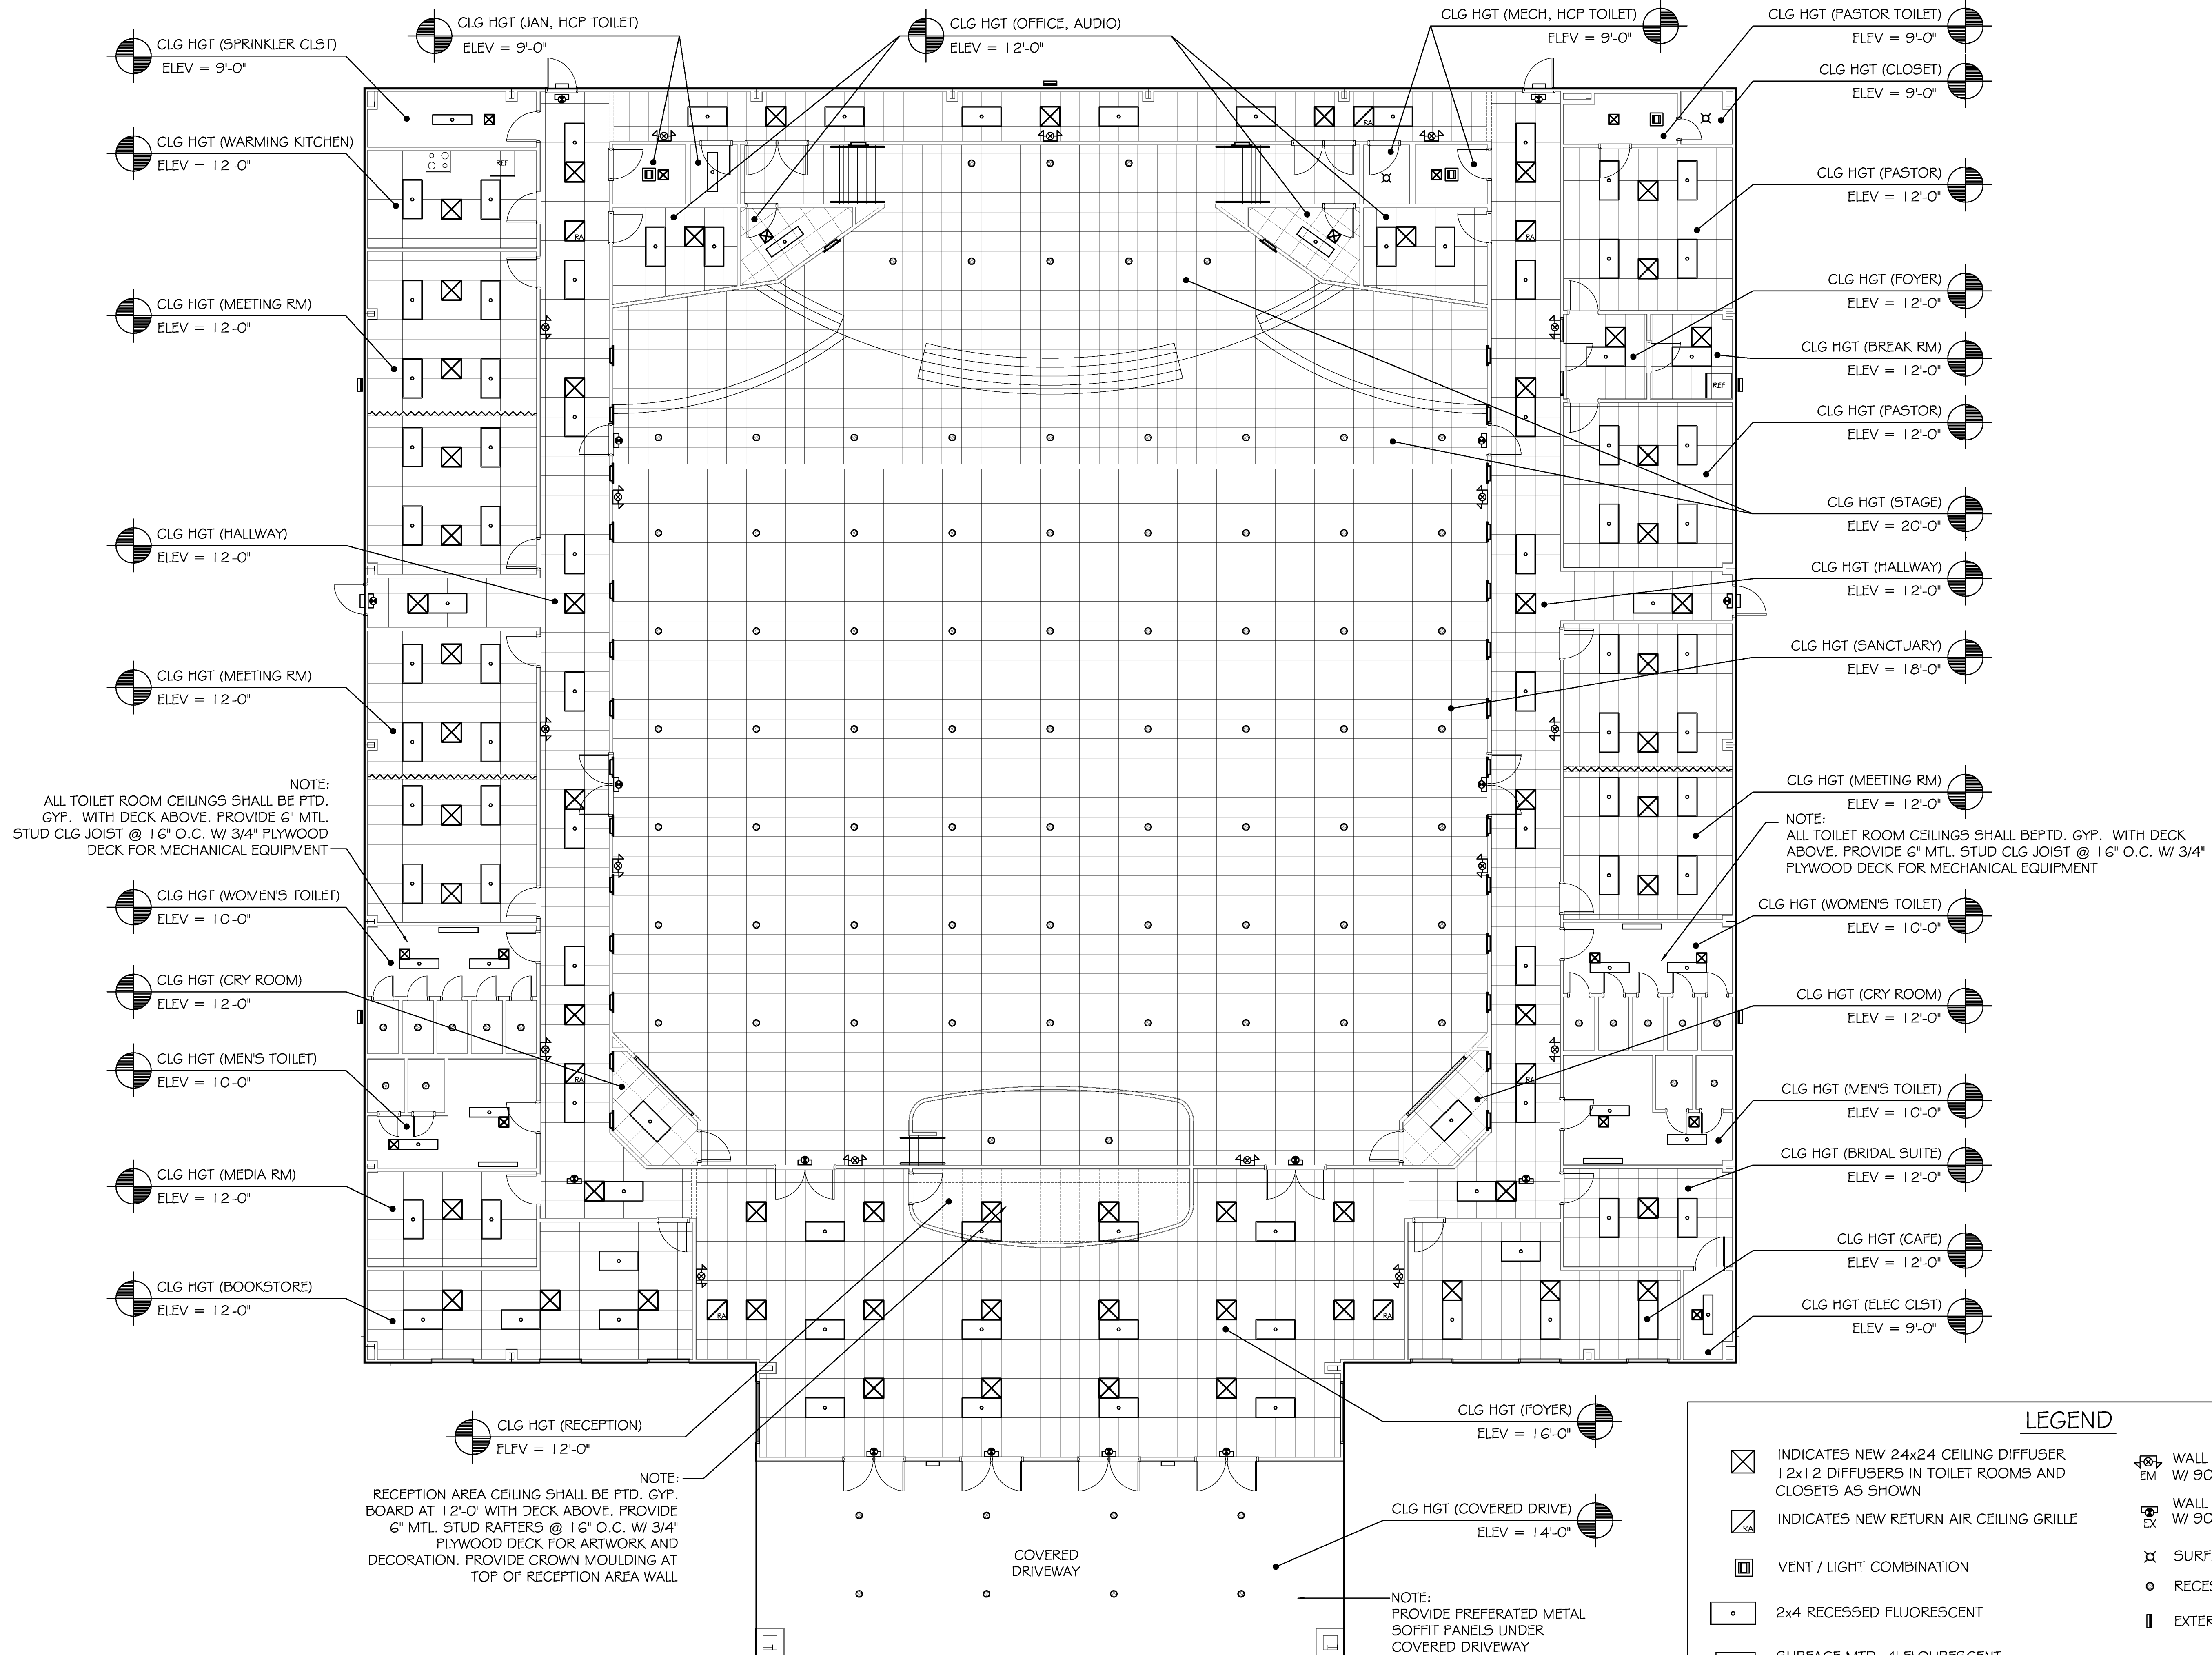 CLG HGT (JAN, HCP TOILET)
ELEV = 9'-0"
CLG HGT (OFFICE, AUDIO)
ELEV = 12'-0"
CLG HGT (MECH, HCP TOILET)
ELEV = 9'-0"
CLG HGT (PASTOR TOILET)
ELEV = 9'-0"
CLG HGT (SPRINKLER CLST)
ELEV = 9'-0"
CLG HGT (CLOSET)
ELEV = 9'-0"
CLG HGT (WARMING KITCHEN)
ELEV = 12'-0"
REF
RA
RA
RA
CLG HGT (PASTOR)
ELEV = 12'-0"
CLG HGT (MEETING RM)
ELEV = 12'-0"
CLG HGT (FOYER)
ELEV = 12'-0"
CLG HGT (BREAK RM)
ELEV = 12'-0"
REF
CLG HGT (PASTOR)
ELEV = 12'-0"
CLG HGT (STAGE)
ELEV = 20'-0"
CLG HGT (HALLWAY)
ELEV = 12'-0"
CLG HGT (HALLWAY)
ELEV = 12'-0"
CLG HGT (SANCTUARY)
ELEV = 18'-0"
CLG HGT (MEETING RM)
ELEV = 12'-0"
NOTE:
ALL TOILET ROOM CEILINGS SHALL BE PTD.
GYP. WITH DECK ABOVE. PROVIDE 6" MTL.
STUD CLG JOIST @ 16" O.C. W/ 3/4" PLYWOOD
DECK FOR MECHANICAL EQUIPMENT
CLG HGT (MEETING RM)
ELEV = 12'-0"
NOTE:
ALL TOILET ROOM CEILINGS SHALL BEPTD. GYP. WITH DECK
ABOVE. PROVIDE 6" MTL. STUD CLG JOIST @ 16" O.C. W/ 3/4"
PLYWOOD DECK FOR MECHANICAL EQUIPMENT
CLG HGT (WOMEN'S TOILET)
ELEV = 10'-0"
CLG HGT (WOMEN'S TOILET)
ELEV = 10'-0"
CLG HGT (CRY ROOM)
ELEV = 12'-0"
CLG HGT (CRY ROOM)
ELEV = 12'-0"
CLG HGT (MEN'S TOILET)
ELEV = 10'-0"
RA
RA
CLG HGT (MEN'S TOILET)
ELEV = 10'-0"
CLG HGT (MEDIA RM)
ELEV = 12'-0"
CLG HGT (BRIDAL SUITE)
ELEV = 12'-0"
CLG HGT (CAFE)
ELEV = 12'-0"
CLG HGT (BOOKSTORE)
ELEV = 12'-0"
RA
RA
CLG HGT (ELEC CLST)
ELEV = 9'-0"
CLG HGT (RECEPTION)
ELEV = 12'-0"
NOTE:
RECEPTION AREA CEILING SHALL BE PTD. GYP.
BOARD AT 12'-0" WITH DECK ABOVE. PROVIDE
6" MTL. STUD RAFTERS @ 16" O.C. W/ 3/4"
PLYWOOD DECK FOR ARTWORK AND
DECORATION. PROVIDE CROWN MOULDING AT
TOP OF RECEPTION AREA WALL
CLG HGT (FOYER)
ELEV = 16'-0"
CLG HGT (COVERED DRIVE)
ELEV = 14'-0"
COVERED
DRIVEWAY
NOTE:
PROVIDE PREFERATED METAL
SOFFIT PANELS UNDER
COVERED DRIVEWAY
LEGEND
INDICATES NEW 24x24 CEILING DIFFUSER
12x12 DIFFUSERS IN TOILET ROOMS AND
CLOSETS AS SHOWN
RA
INDICATES NEW RETURN AIR CEILING GRILLE
VENT / LIGHT COMBINATION
2x4 RECESSED FLUORESCENT
EM
WALL
W/ 90
EX
WALL
W/ 90